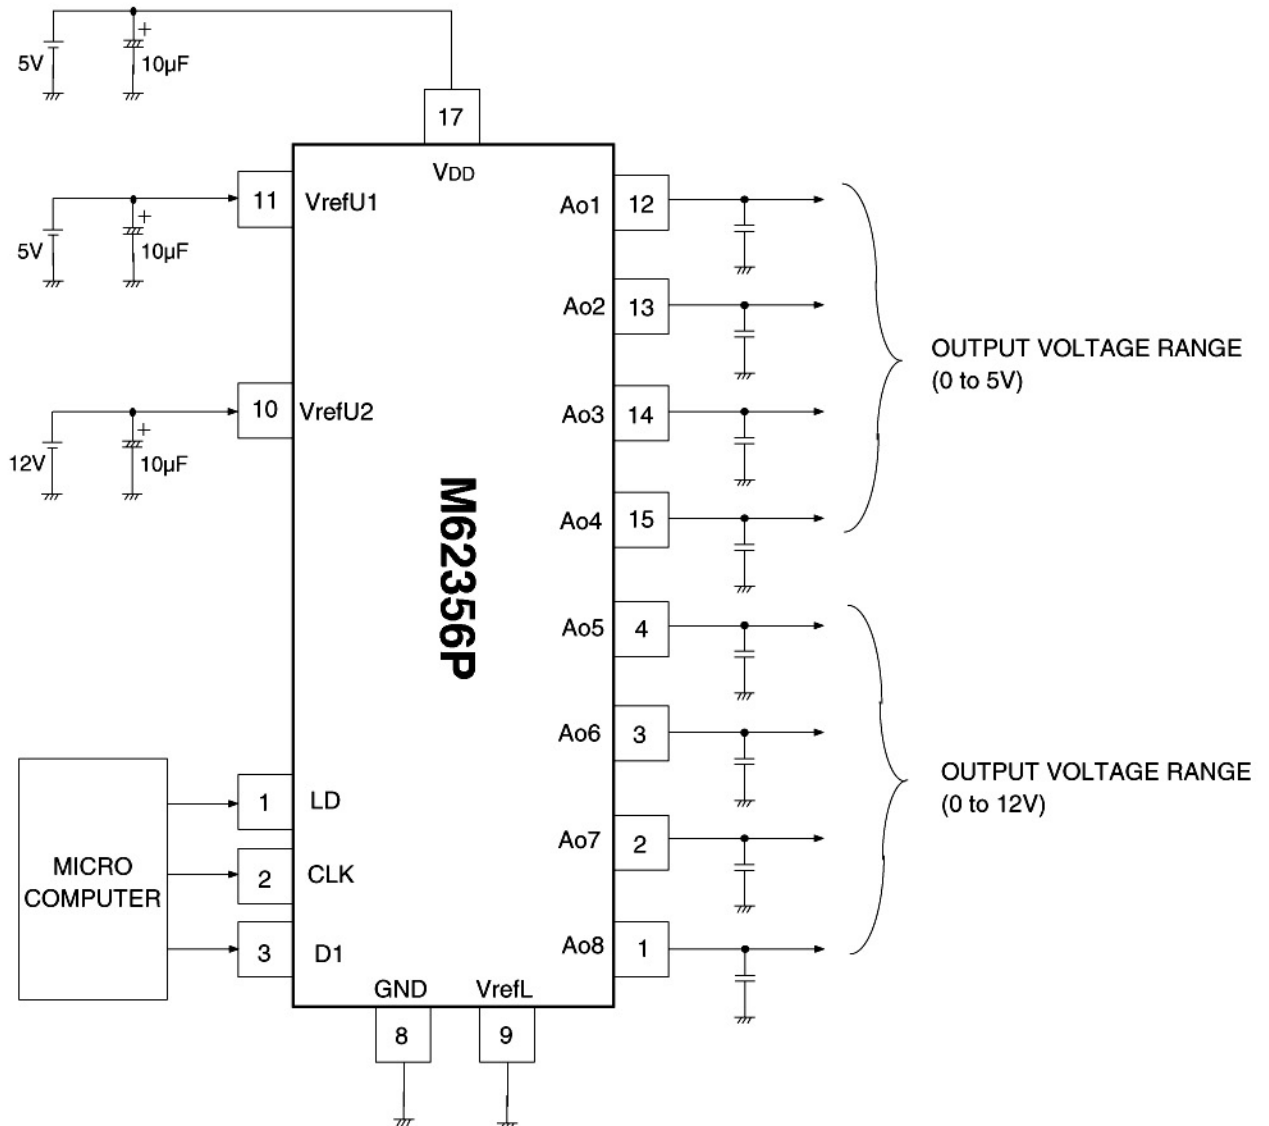 5V
10µF
17
VDD
11
VrefU1
5V
10µF
10
VrefU2
12V
10µF
M62356P
Ao1
12
Ao2
13
Ao3
14
Ao4
15
OUTPUT VOLTAGE RANGE
(0 to 5V)
Ao5
4
Ao6
3
Ao7
2
Ao8
1
OUTPUT VOLTAGE RANGE
(0 to 12V)
MICRO
COMPUTER
1
LD
2
CLK
3
D1
GND
8
VrefL
9